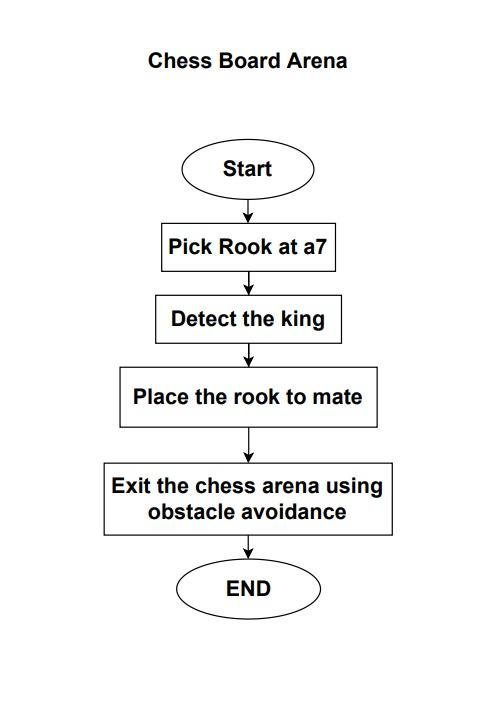 Chess Board Arena
Start
Pick Rook at a7
Detect the king
Place the rook to mate
Exit the chess arena using
obstacle avoidance
END